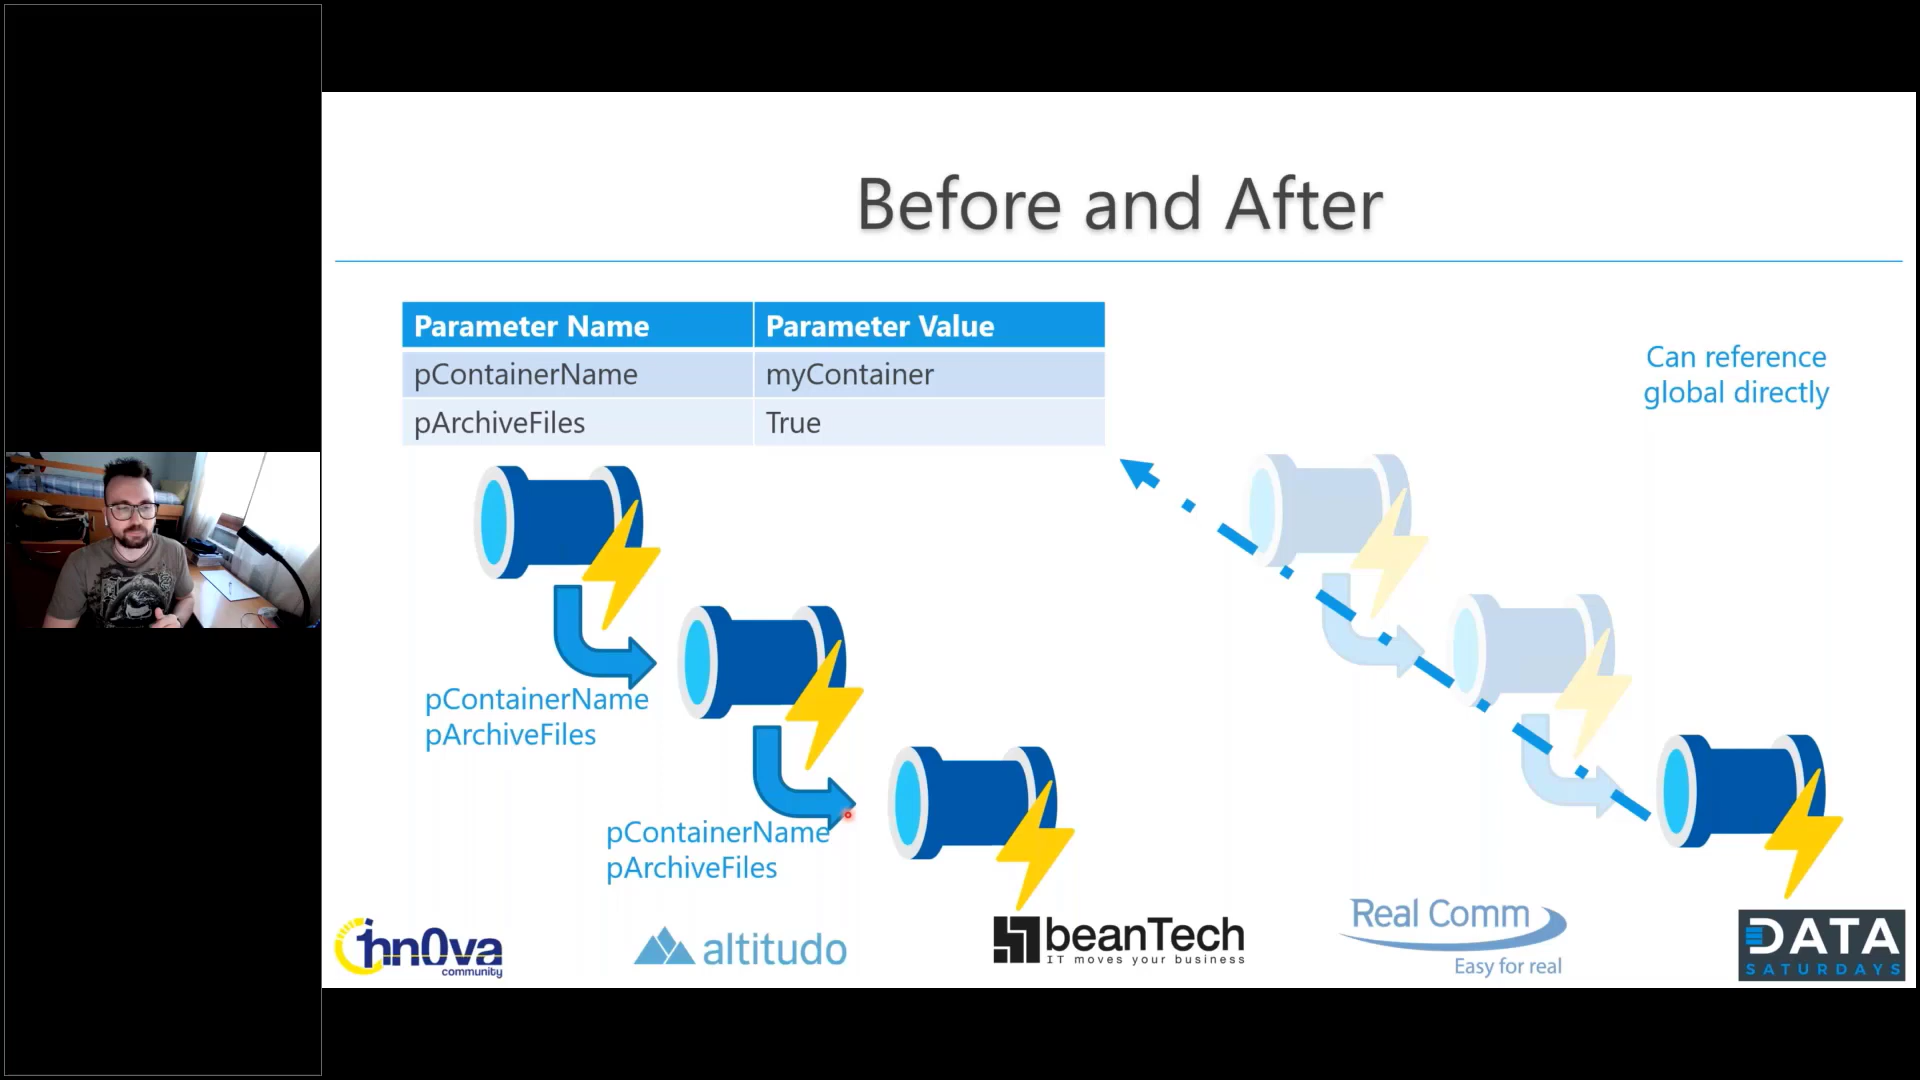 Before and After
Parameter Name Parameter Value
pContainerName myContainer
pArchiveFiles True
Can reference
global directly
pContainerName
pArchiveFiles
pContainerName
pArchiveFiles
1nn0va
community
altitudo
beanTech
IT moves your business
Real Comm
Easy for real
DATA
SATURDAYS